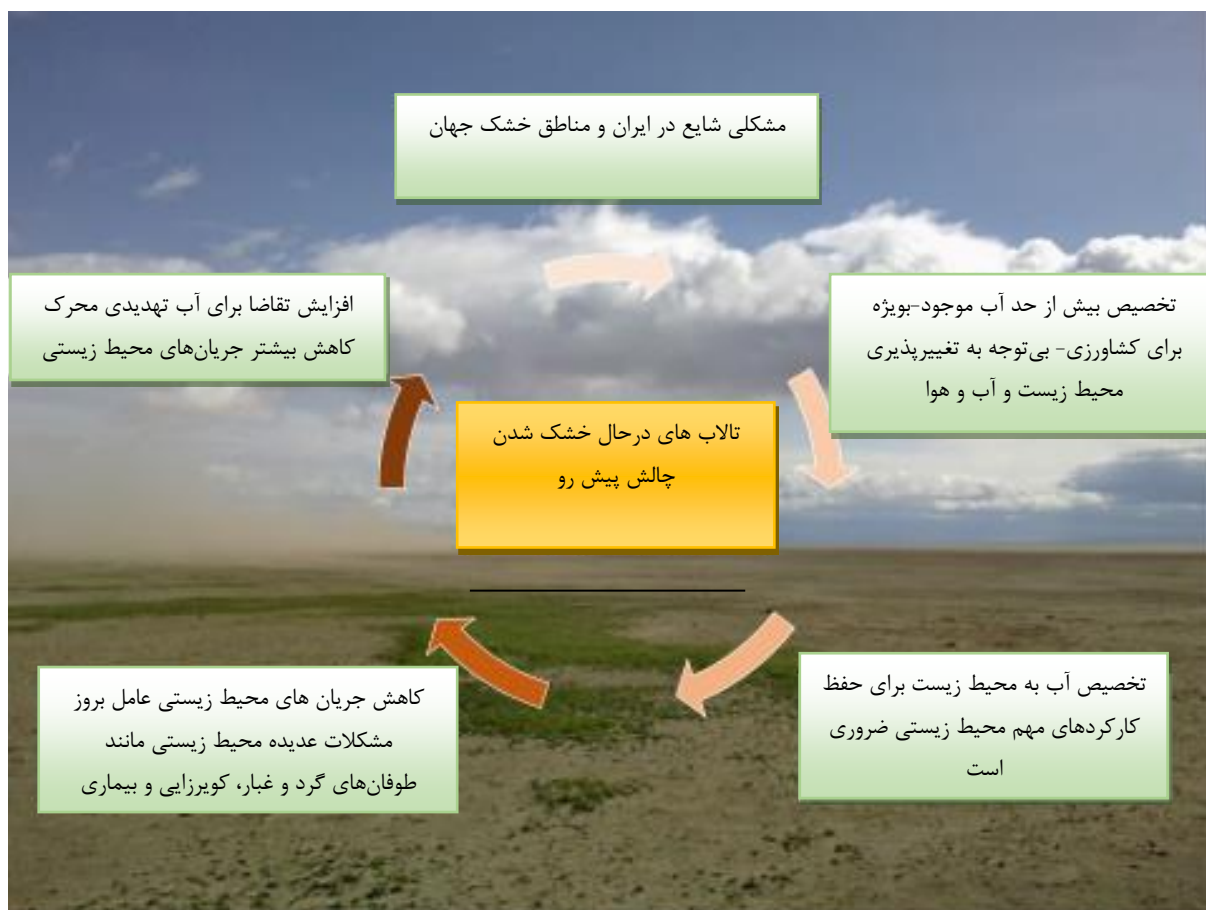 مشکلی شایع در ایران و مناطق خشک جهان
تخصیص بیش از حد آب موجود-بویژه
برای کشاورزی- بی‌توجه به تغییرپذیری
محیط زیست و آب و هوا
افزایش تقاضا برای آب تهدیدی محرک
کاهش بیشتر جریان‌های محیط زیستی
تالاب های درحال خشک شدن
چالش پیش رو
تخصیص آب به محیط زیست برای حفظ
کارکردهای مهم محیط زیستی ضروری
است
کاهش جریان های محیط زیستی عامل بروز
مشکلات عدیده محیط زیستی مانند
طوفان‌های گرد و غبار، کویرزایی و بیماری